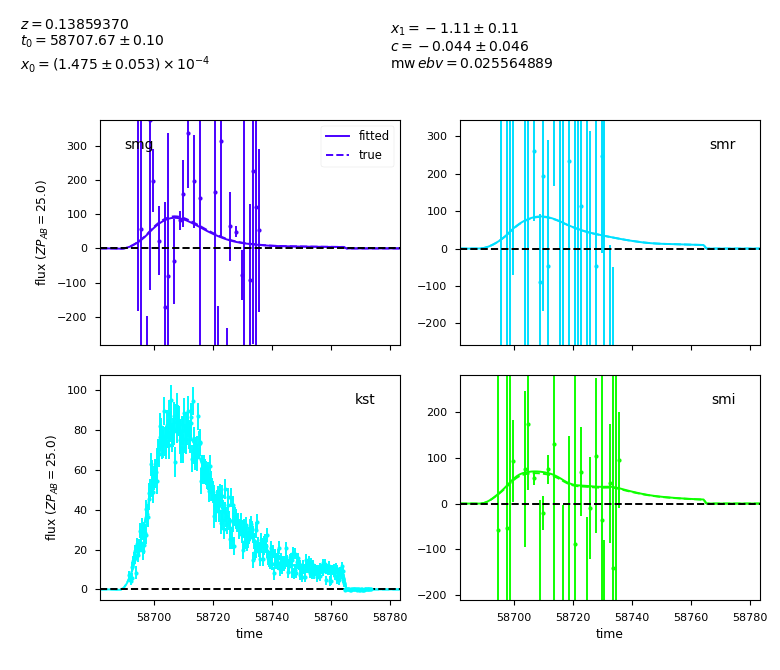 z = 0.13859370
t₀ = 58707.67 ± 0.10
x₀ = (1.475 ± 0.053) × 10⁻⁴
x₁ = −1.11 ± 0.11
c = −0.044 ± 0.046
mw ebv = 0.025564889
smg
fitted
true
300
200
100
0
−100
−200
flux (ZP_AB = 25.0)
smr
300
200
100
0
−100
−200
kst
100
80
60
40
20
0
flux (ZP_AB = 25.0)
58700 58720 58740 58760 58780
time
smi
200
100
0
−100
−200
58700 58720 58740 58760 58780
time